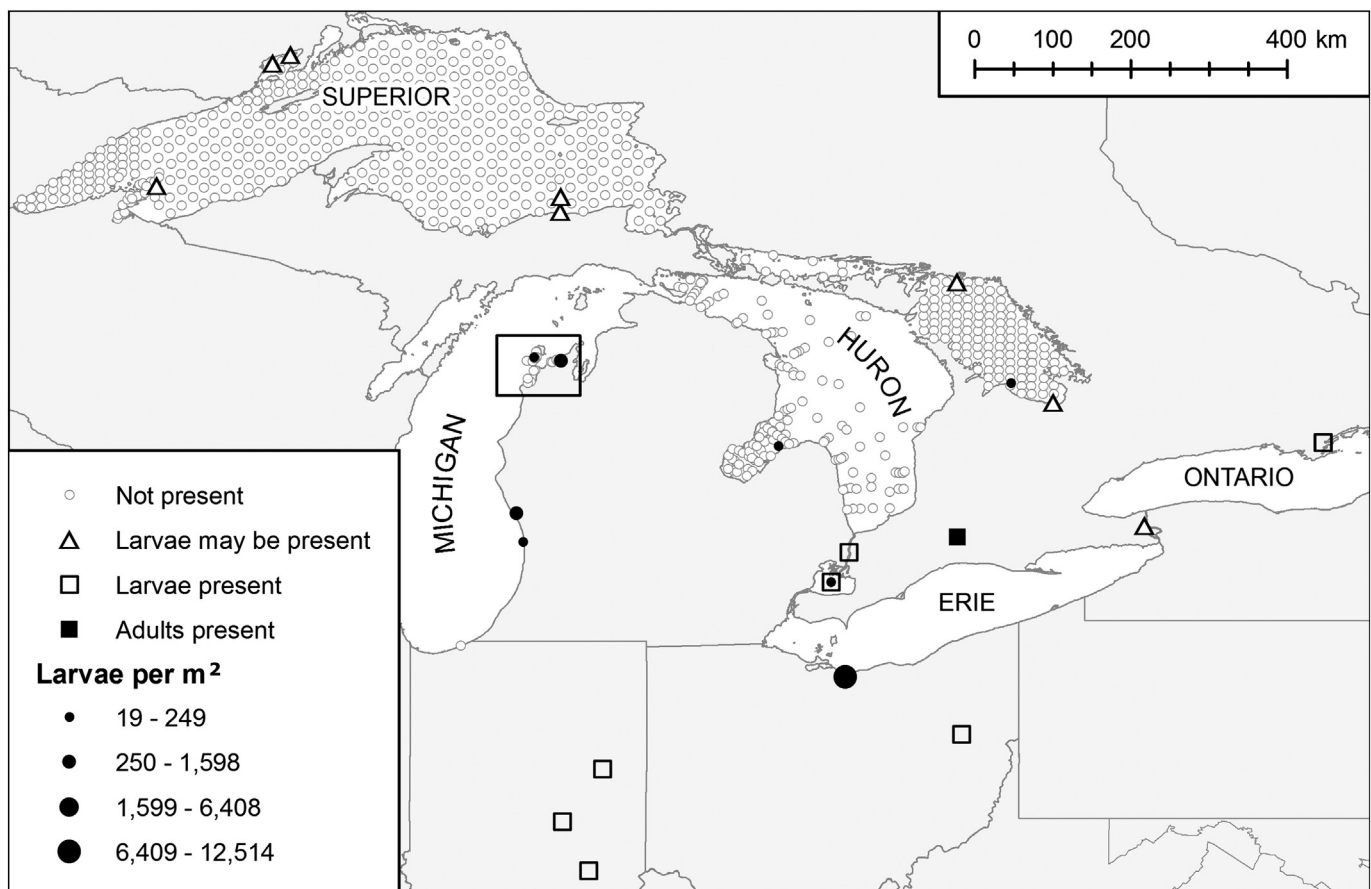 0 100 200 400 km
SUPERIOR
HURON
MICHIGAN
ONTARIO
ERIE
Not present
Larvae may be present
Larvae present
Adults present
Larvae per m²
19 - 249
250 - 1,598
1,599 - 6,408
6,409 - 12,514